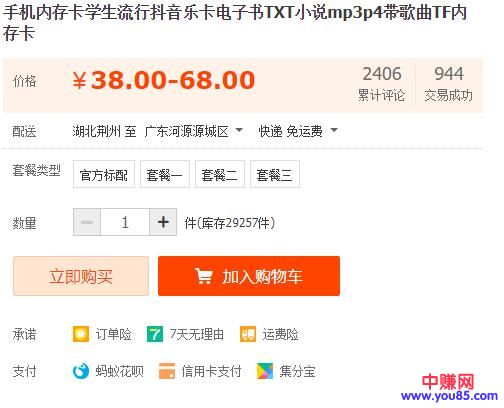 手机内存卡学生流行抖音乐卡电子书TXT小说mp3p4带歌曲TF内
存卡
价格 ¥38.00-68.00 2406 944
累计评论 交易成功
配送 湖北荆州 至 广东河源源城区 快递 免运费
套餐类型 官方标配 套餐一 套餐二 套餐三
数量 − 1 + 件(库存29257件)
立即购买 加入购物车
承诺 订单险 7 7天无理由 运费险
支付 蚂蚁花呗 信用卡支付 集分宝
中赚网
www.you85.com